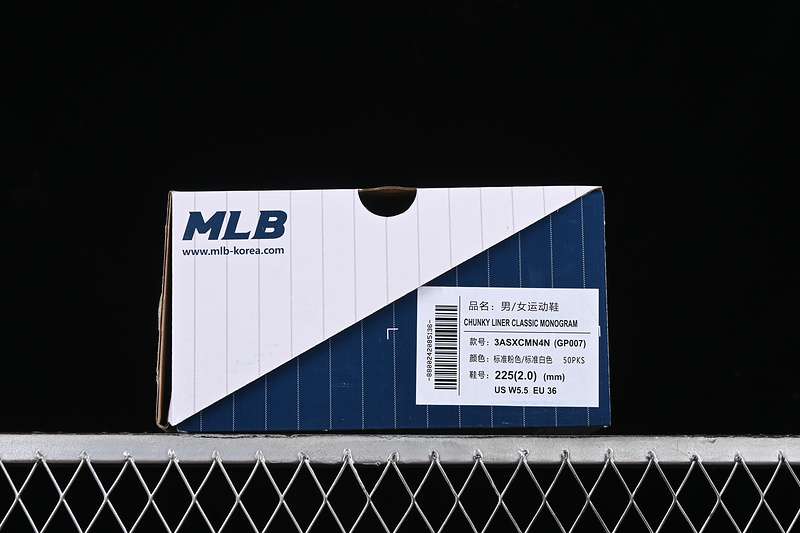 MLB
www.mlb-korea.com
品名: 男/女运动鞋
CHUNKY LINER CLASSIC MONOGRAM
款号: 3ASXCMN4N (GP007)
颜色: 标准粉色/标准白色 50PKS
鞋号: 225(2.0) (mm)
US W5.5 EU 36